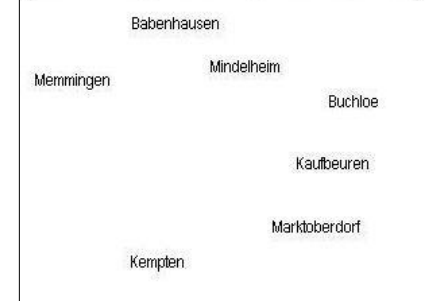 Babenhausen
Mindelheim
Memmingen
Buchloe
Kaufbeuren
Marktoberdorf
Kempten